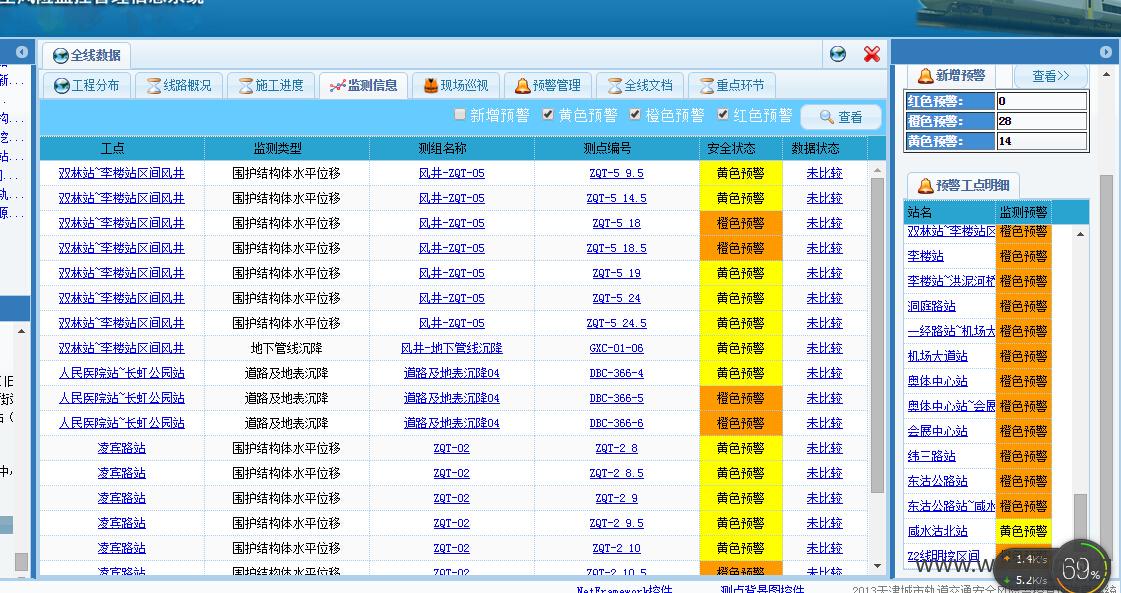 全线数据
工程分布 线路概况 施工进度 监测信息 现场巡视 预警管理 全线文档 重点环节
新增预警 黄色预警 橙色预警 红色预警 查看
工点 监测类型 测组名称 测点编号 安全状态 数据状态
双林站~李楼站区间风井 围护结构体水平位移 风井-ZQT-05 ZQT-5 9.5 黄色预警 未比较
双林站~李楼站区间风井 围护结构体水平位移 风井-ZQT-05 ZQT-5 14.5 黄色预警 未比较
双林站~李楼站区间风井 围护结构体水平位移 风井-ZQT-05 ZQT-5 18 橙色预警 未比较
双林站~李楼站区间风井 围护结构体水平位移 风井-ZQT-05 ZQT-5 18.5 橙色预警 未比较
双林站~李楼站区间风井 围护结构体水平位移 风井-ZQT-05 ZQT-5 19 黄色预警 未比较
双林站~李楼站区间风井 围护结构体水平位移 风井-ZQT-05 ZQT-5 24 黄色预警 未比较
双林站~李楼站区间风井 围护结构体水平位移 风井-ZQT-05 ZQT-5 24.5 黄色预警 未比较
双林站~李楼站区间风井 地下管线沉降 风井-地下管线沉降 GXC-01-06 黄色预警 未比较
人民医院站~长虹公园站 道路及地表沉降 道路及地表沉降04 DBC-366-4 黄色预警 未比较
人民医院站~长虹公园站 道路及地表沉降 道路及地表沉降04 DBC-366-5 橙色预警 未比较
人民医院站~长虹公园站 道路及地表沉降 道路及地表沉降04 DBC-366-6 橙色预警 未比较
凌宾路站 围护结构体水平位移 ZQT-02 ZQT-2 8 黄色预警 未比较
凌宾路站 围护结构体水平位移 ZQT-02 ZQT-2 8.5 黄色预警 未比较
凌宾路站 围护结构体水平位移 ZQT-02 ZQT-2 9 黄色预警 未比较
凌宾路站 围护结构体水平位移 ZQT-02 ZQT-2 9.5 黄色预警 未比较
凌宾路站 围护结构体水平位移 ZQT-02 ZQT-2 10 黄色预警 未比较
凌宾路站 围护结构体水平位移 ZQT-02 ZQT-2 10.5 橙色预警 未比较
NetFramework控件 测点背景图控件
新增预警 查看>>
红色预警: 0
橙色预警: 28
黄色预警: 14
预警工点明细
站名 监测预警
双林站~李楼站区 橙色预警
李楼站 橙色预警
李楼站~洪泥河桥 橙色预警
洞庭路站 橙色预警
一经路站~机场大 橙色预警
机场大道站 橙色预警
奥体中心站 橙色预警
奥体中心站~会展 橙色预警
会展中心站 橙色预警
纬三路站 橙色预警
东沽公路站 橙色预警
东沽公路站~咸水 橙色预警
咸水沽北站 黄色预警
Z2线明挖区间
1.4K/s
5.2K/s
69%